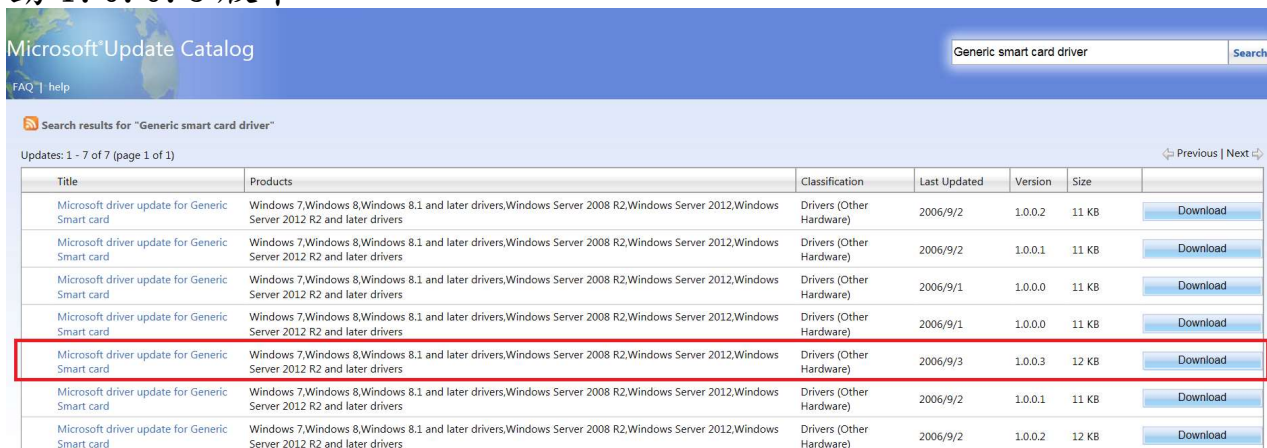 Microsoft® Update Catalog
Generic smart card driver
Search
FAQ | help
Search results for "Generic smart card driver"
Updates: 1 - 7 of 7 (page 1 of 1)
Previous | Next
Title Products Classification Last Updated Version Size
Microsoft driver update for Generic Windows 7,Windows 8,Windows 8.1 and later drivers,Windows Server 2008 R2,Windows Server 2012,Windows Drivers (Other
Smart card Server 2012 R2 and later drivers Hardware) 2006/9/2 1.0.0.2 11 KB Download
Microsoft driver update for Generic Windows 7,Windows 8,Windows 8.1 and later drivers,Windows Server 2008 R2,Windows Server 2012,Windows Drivers (Other
Smart card Server 2012 R2 and later drivers Hardware) 2006/9/2 1.0.0.1 11 KB Download
Microsoft driver update for Generic Windows 7,Windows 8,Windows 8.1 and later drivers,Windows Server 2008 R2,Windows Server 2012,Windows Drivers (Other
Smart card Server 2012 R2 and later drivers Hardware) 2006/9/1 1.0.0.0 11 KB Download
Microsoft driver update for Generic Windows 7,Windows 8,Windows 8.1 and later drivers,Windows Server 2008 R2,Windows Server 2012,Windows Drivers (Other
Smart card Server 2012 R2 and later drivers Hardware) 2006/9/1 1.0.0.0 11 KB Download
Microsoft driver update for Generic Windows 7,Windows 8,Windows 8.1 and later drivers,Windows Server 2008 R2,Windows Server 2012,Windows Drivers (Other
Smart card Server 2012 R2 and later drivers Hardware) 2006/9/3 1.0.0.3 12 KB Download
Microsoft driver update for Generic Windows 7,Windows 8,Windows 8.1 and later drivers,Windows Server 2008 R2,Windows Server 2012,Windows Drivers (Other
Smart card Server 2012 R2 and later drivers Hardware) 2006/9/2 1.0.0.1 11 KB Download
Microsoft driver update for Generic Windows 7,Windows 8,Windows 8.1 and later drivers,Windows Server 2008 R2,Windows Server 2012,Windows Drivers (Other
Smart card Server 2012 R2 and later drivers Hardware) 2006/9/2 1.0.0.2 12 KB Download